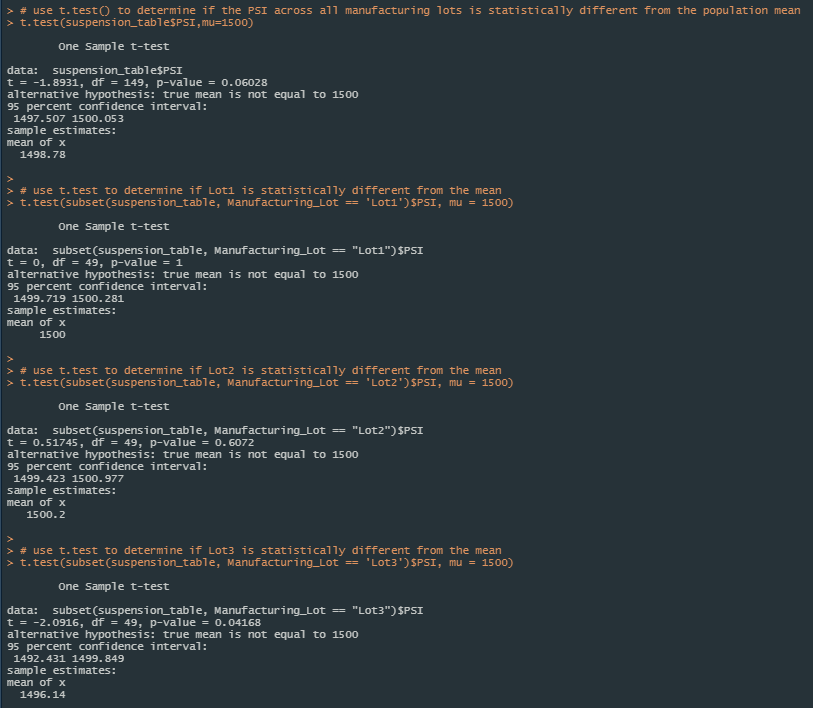 > # use t.test() to determine if the PSI across all manufacturing lots is statistically different from the population mean
> t.test(suspension_table$PSI,mu=1500)
One Sample t-test
data:  suspension_table$PSI
t = -1.8931, df = 149, p-value = 0.06028
alternative hypothesis: true mean is not equal to 1500
95 percent confidence interval:
1497.507 1500.053
sample estimates:
mean of x
1498.78
>
> # use t.test to determine if Lot1 is statistically different from the mean
> t.test(subset(suspension_table, Manufacturing_Lot == 'Lot1')$PSI, mu = 1500)
One Sample t-test
data:  subset(suspension_table, Manufacturing_Lot == "Lot1")$PSI
t = 0, df = 49, p-value = 1
alternative hypothesis: true mean is not equal to 1500
95 percent confidence interval:
1499.719 1500.281
sample estimates:
mean of x
1500
>
> # use t.test to determine if Lot2 is statistically different from the mean
> t.test(subset(suspension_table, Manufacturing_Lot == 'Lot2')$PSI, mu = 1500)
One Sample t-test
data:  subset(suspension_table, Manufacturing_Lot == "Lot2")$PSI
t = 0.51745, df = 49, p-value = 0.6072
alternative hypothesis: true mean is not equal to 1500
95 percent confidence interval:
1499.423 1500.977
sample estimates:
mean of x
1500.2
>
> # use t.test to determine if Lot3 is statistically different from the mean
> t.test(subset(suspension_table, Manufacturing_Lot == 'Lot3')$PSI, mu = 1500)
One Sample t-test
data:  subset(suspension_table, Manufacturing_Lot == "Lot3")$PSI
t = -2.0916, df = 49, p-value = 0.04168
alternative hypothesis: true mean is not equal to 1500
95 percent confidence interval:
1492.431 1499.849
sample estimates:
mean of x
1496.14